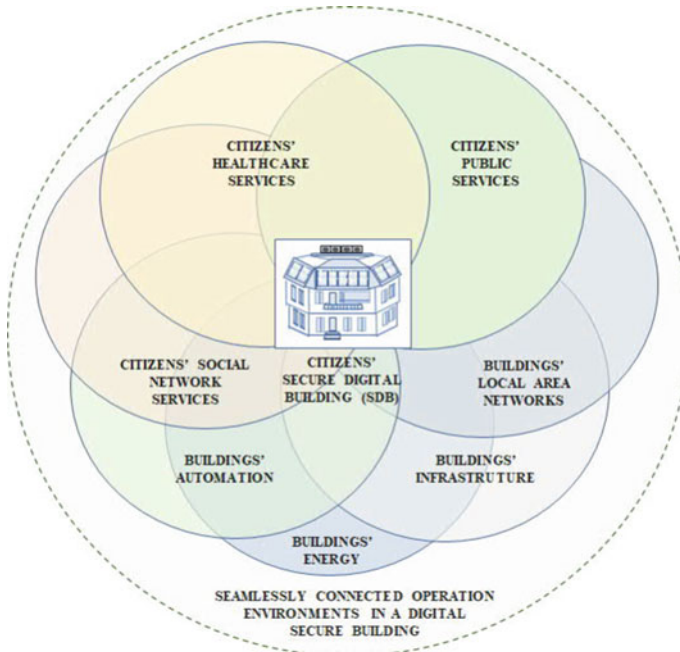 CITIZENS'
HEALTHCARE
SERVICES
CITIZENS'
PUBLIC
SERVICES
CITIZENS' SOCIAL
NETWORK
SERVICES
CITIZENS'
SECURE DIGITAL
BUILDING (SDB)
BUILDINGS'
LOCAL AREA
NETWORKS
BUILDINGS'
AUTOMATION
BUILDINGS'
INFRASTRUTURE
BUILDINGS'
ENERGY
SEAMLESSLY CONNECTED OPERATION
ENVIRONMENTS IN A DIGITAL
SECURE BUILDING